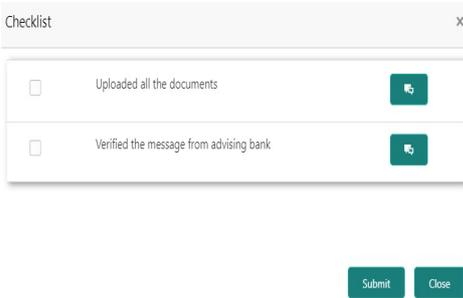 Checklist
Uploaded all the documents
Verified the message from advising bank
Submit Close